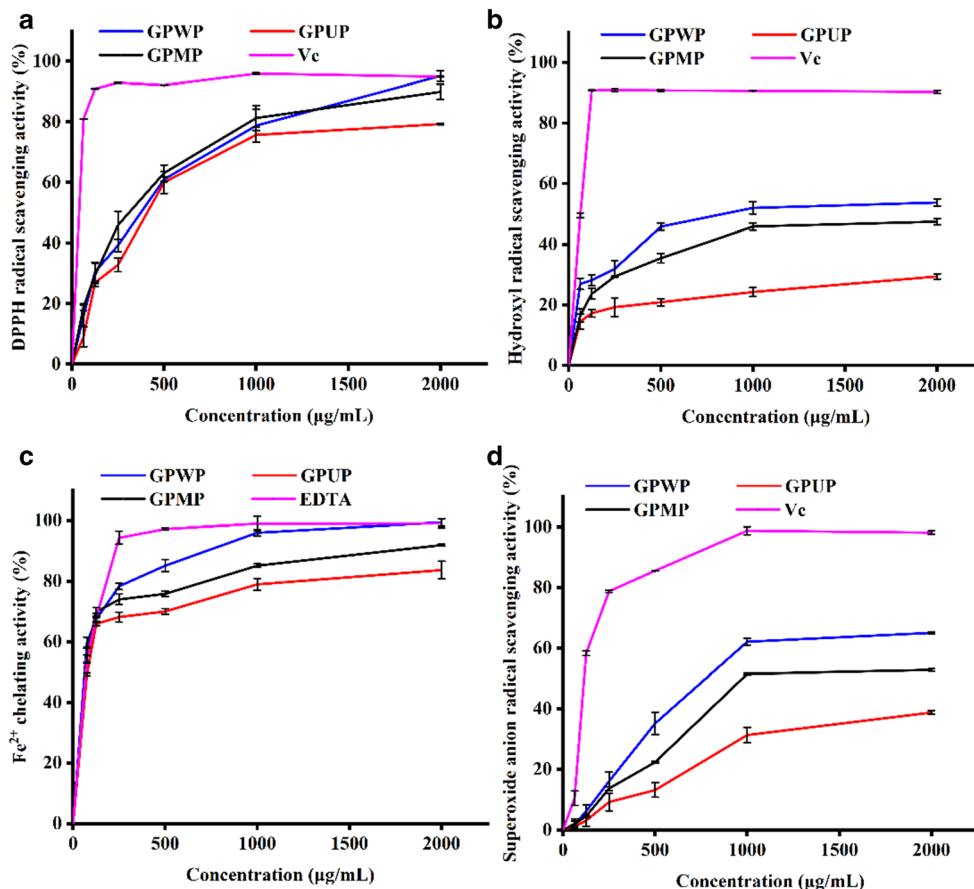 a
GPWP GPUP
GPMP Vc
DPPH radical scavenging activity (%)
100
80
60
40
20
0
0 500 1000 1500 2000
Concentration (μg/mL)
b
GPWP GPUP
GPMP Vc
Hydroxyl radical scavenging activity (%)
100
80
60
40
20
0
0 500 1000 1500 2000
Concentration (μg/mL)
c
GPWP GPUP
GPMP EDTA
Fe²⁺ chelating activity (%)
100
80
60
40
20
0
0 500 1000 1500 2000
Concentration (μg/mL)
d
GPWP GPUP
GPMP Vc
Superoxide anion radical scavenging activity (%)
100
80
60
40
20
0
0 500 1000 1500 2000
Concentration (μg/mL)